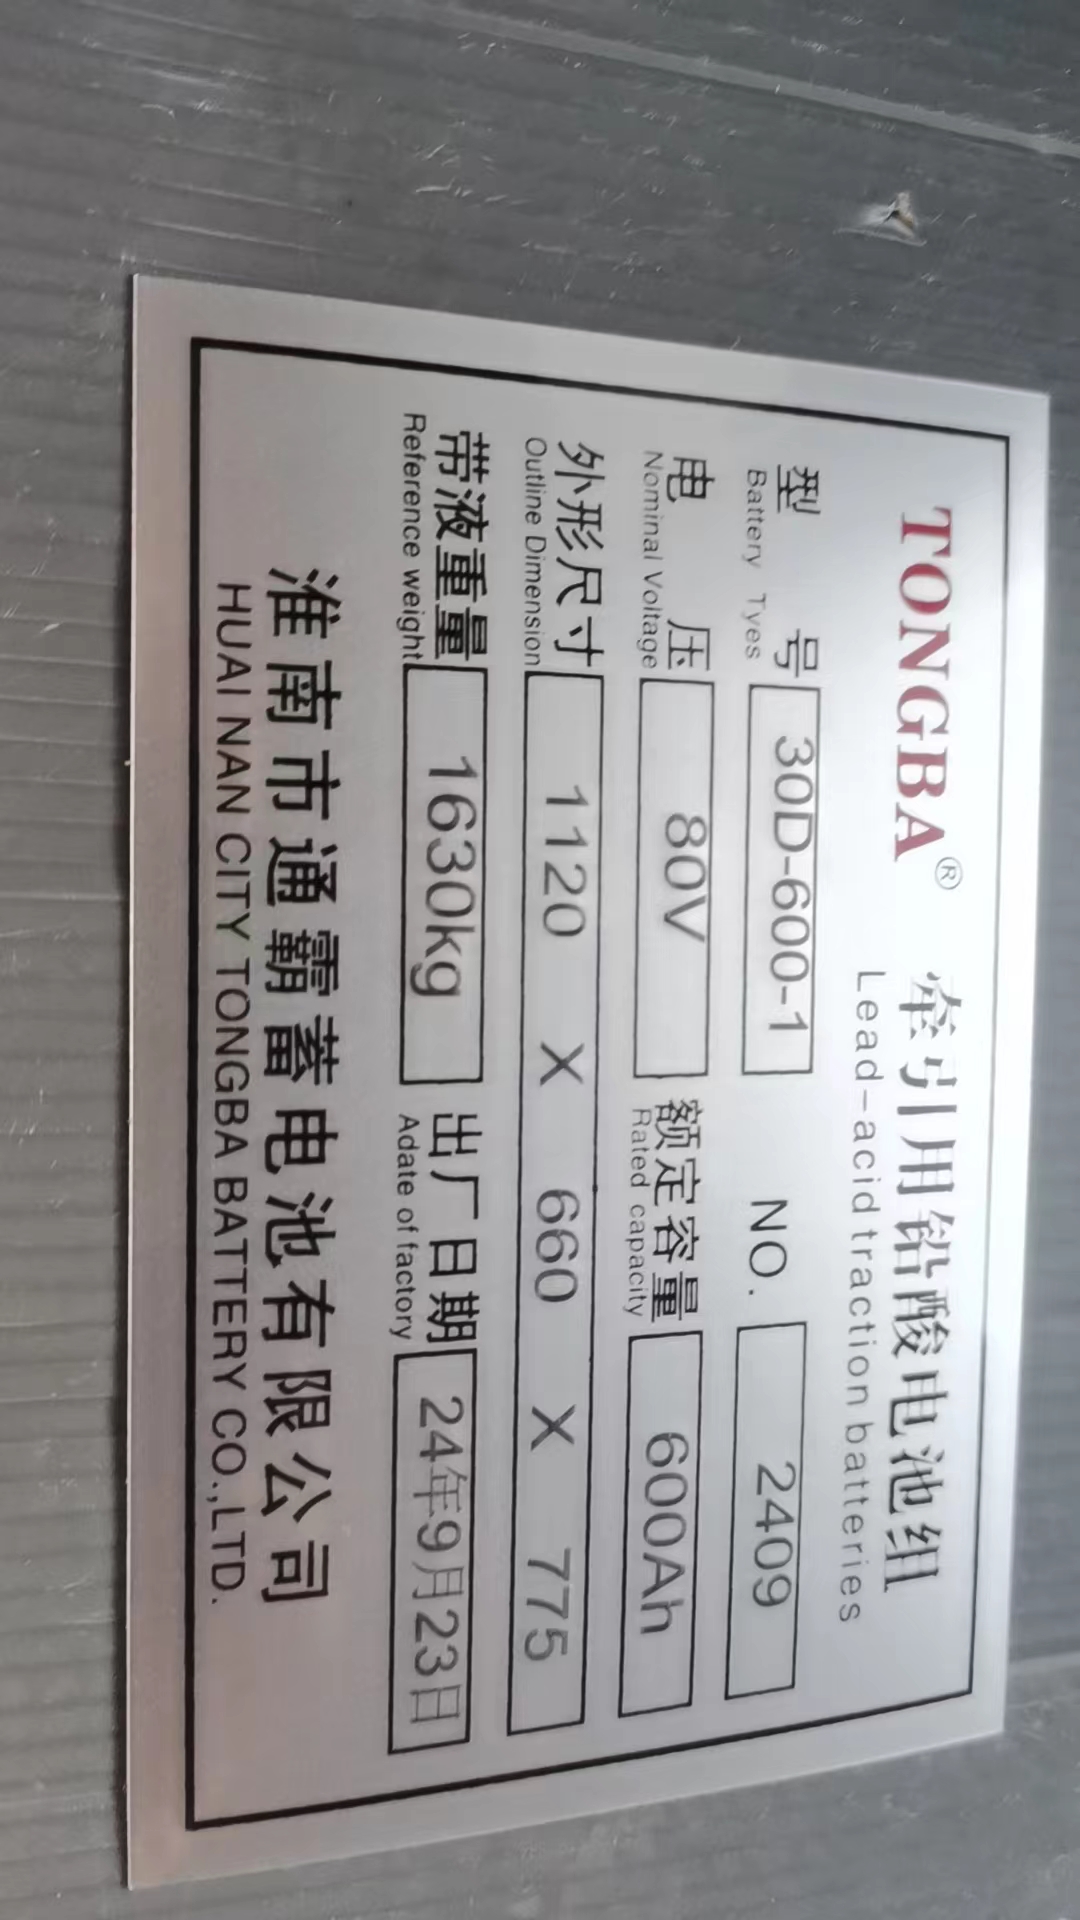 TONGBA® 牵引用铅酸电池组
Lead-acid traction batteries
型 号 30D-600-1 NO. 2409
Battery Tyes
电 压 80V 额定容量 600Ah
Nominal Voltage Rated capacity
外形尺寸 1120 X 660 X 775
Outline Dimension
带液重量 1630kg 出厂日期 24年9月23日
Reference weight Adate of factory
淮南市通霸蓄电池有限公司
HUAI NAN CITY TONGBA BATTERY CO.,LTD.